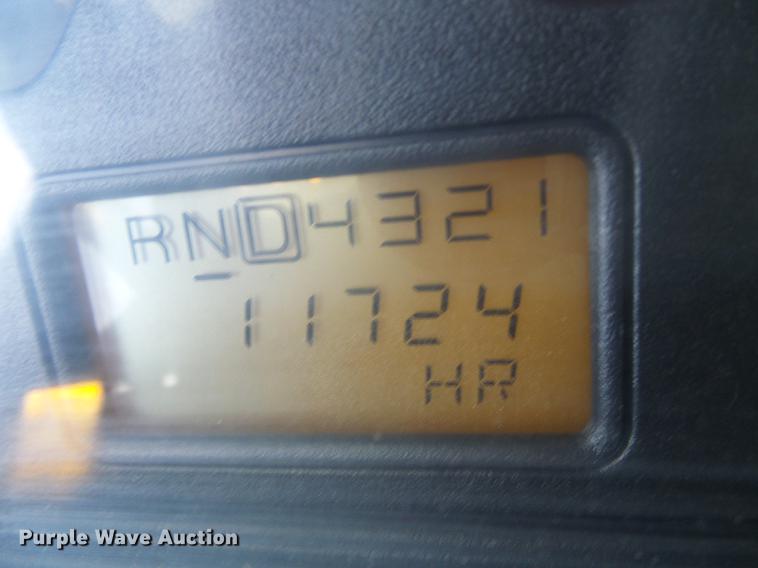 RND4321
11724
HR
Purple Wave Auction